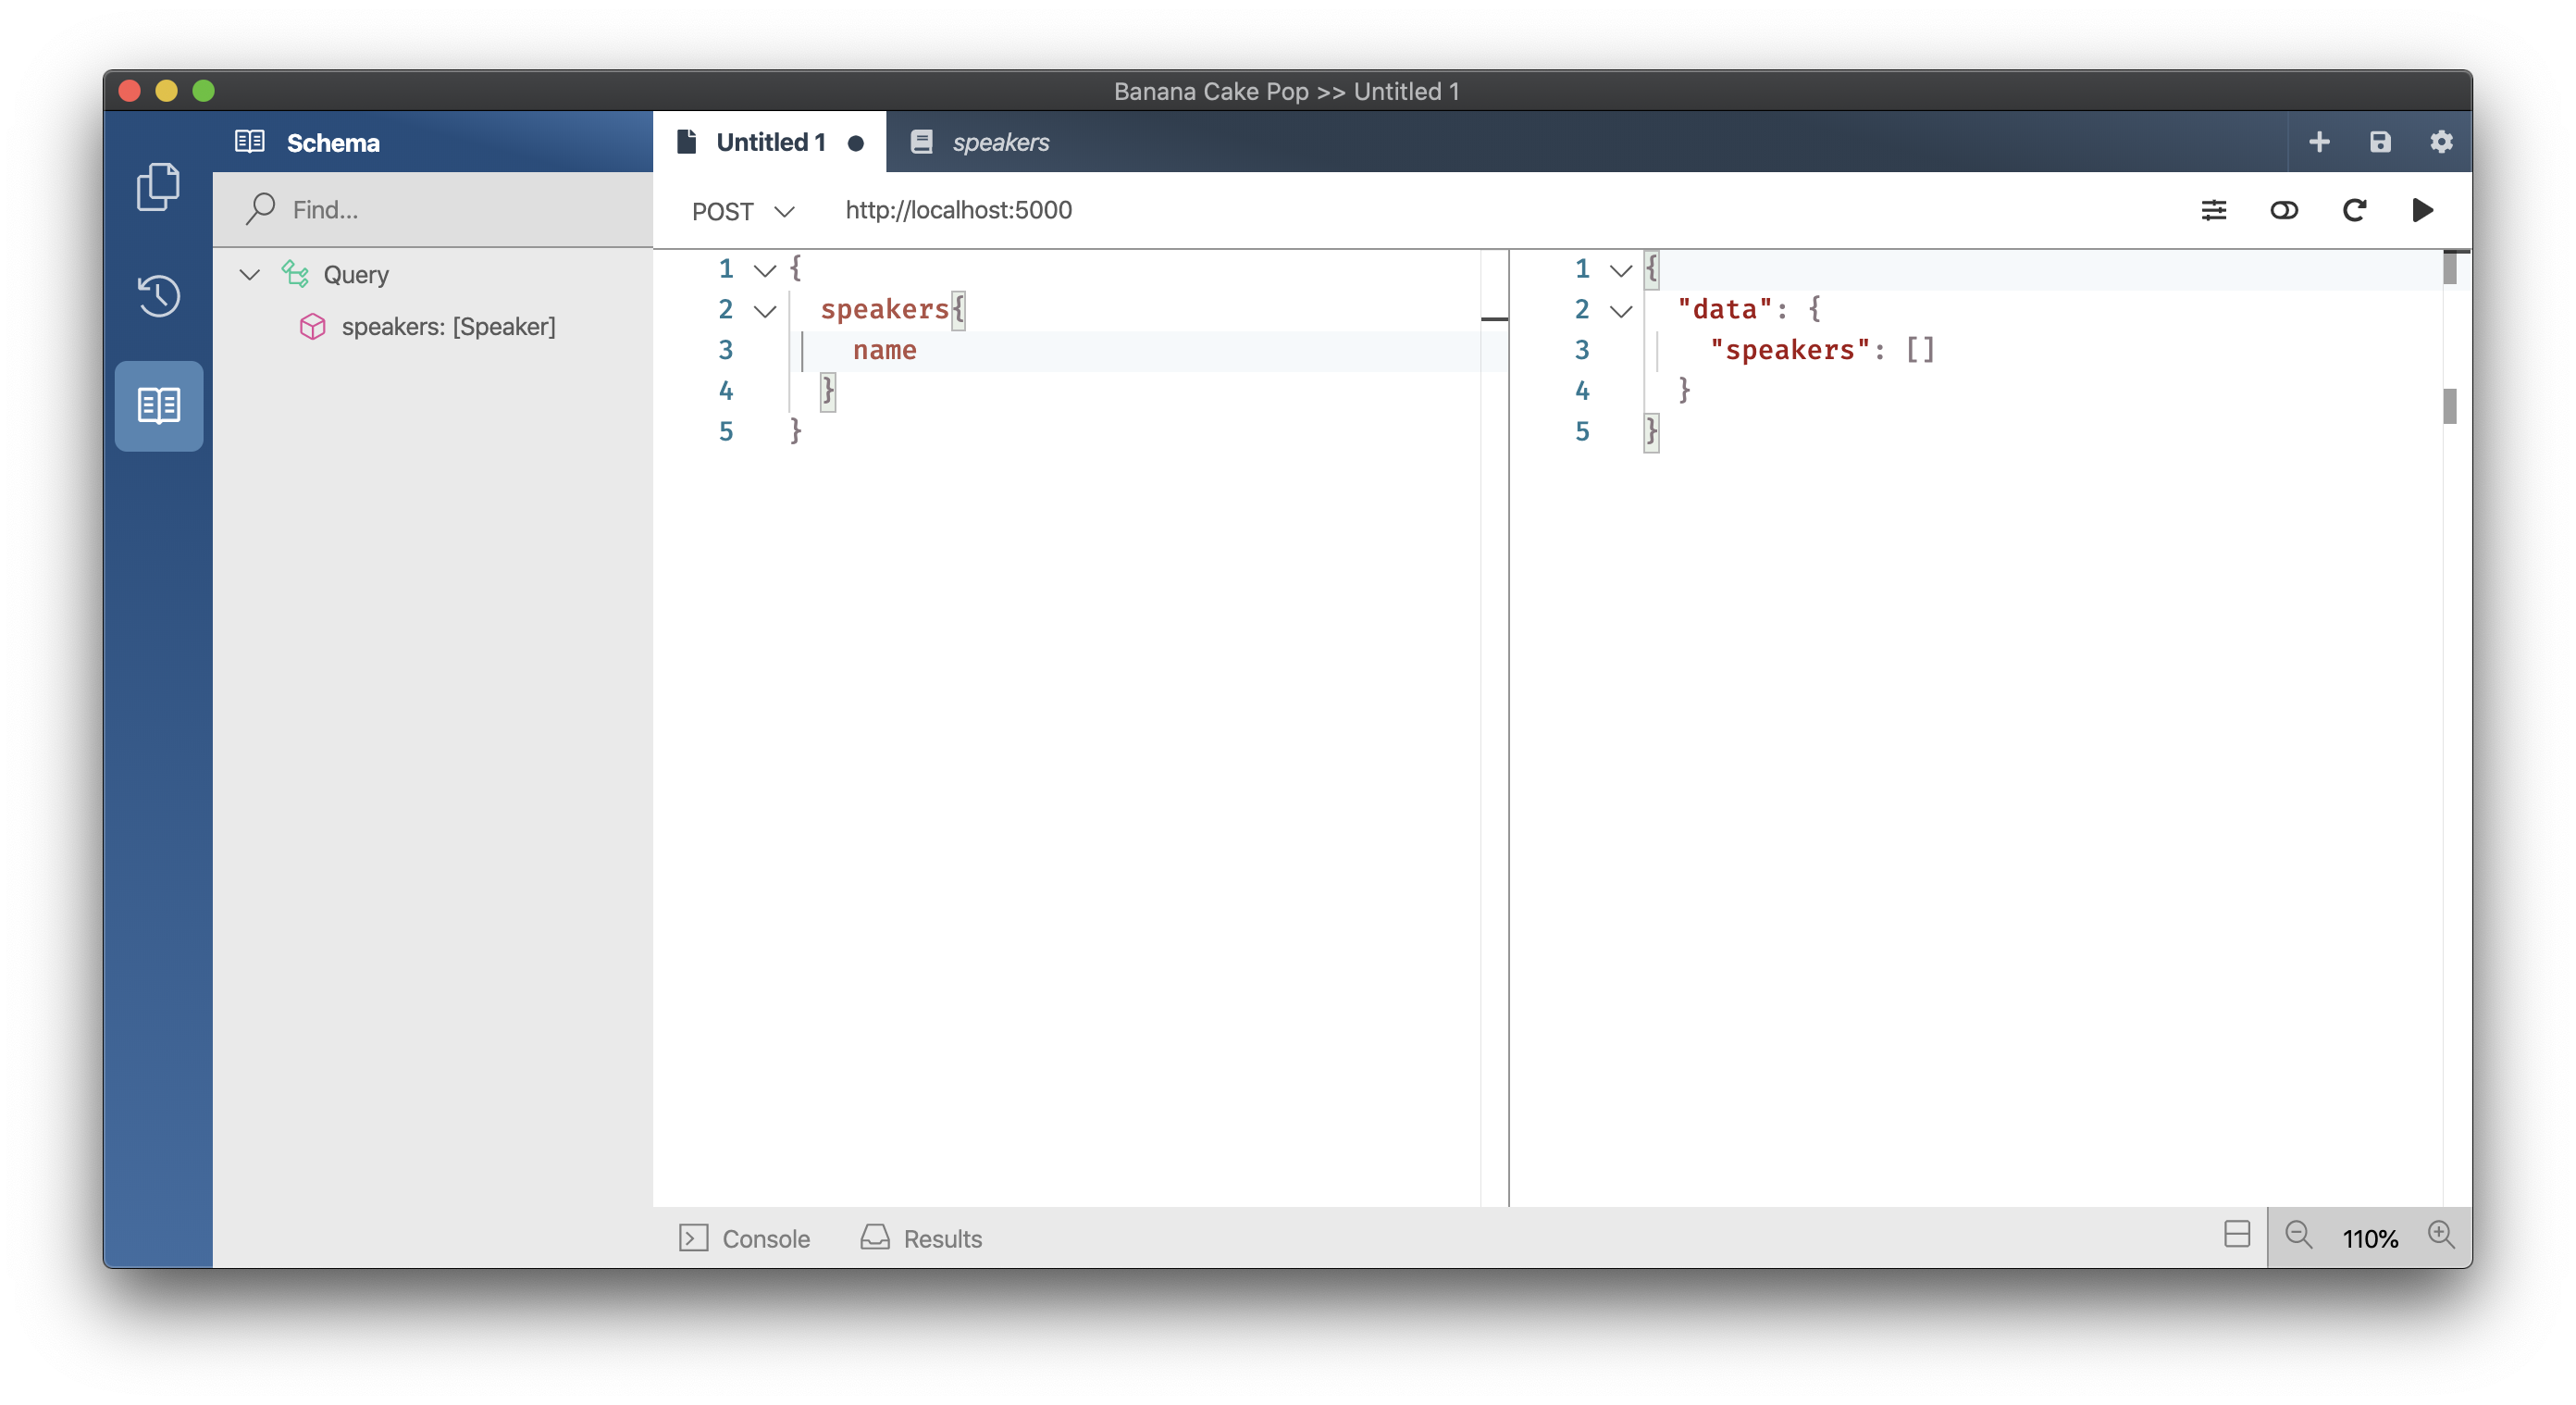 Banana Cake Pop >> Untitled 1
Schema
Untitled 1
speakers
Find...
POST
http://localhost:5000
Query
speakers: [Speaker]
1 {
2 speakers{
3 name
4 }
5 }
1 {
2 "data": {
3 "speakers": []
4 }
5 }
Console
Results
110%